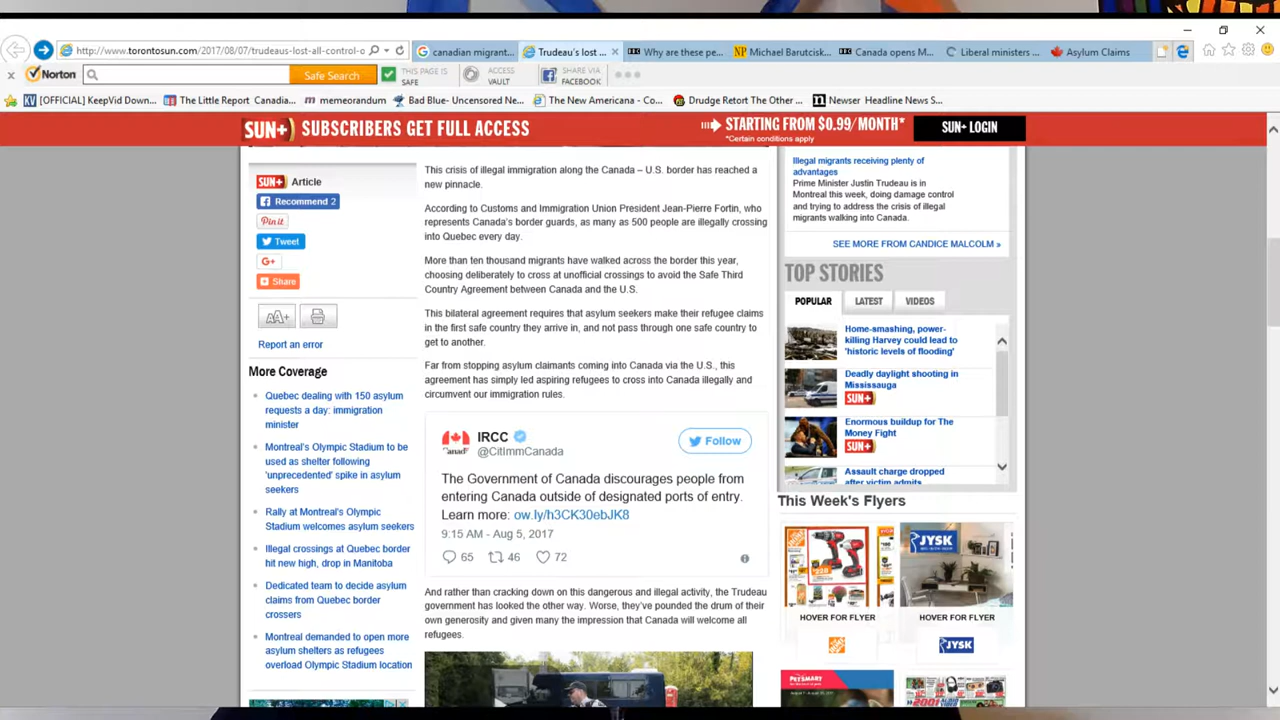 http://www.torontosun.com/2017/08/07/trudeaus-lost-all-control-o
canadian migrant...
Trudeau's lost ...
Why are these pe...
Michael Barutcisk...
Canada opens M...
Liberal ministers ...
Asylum Claims
Norton
Safe Search
THIS PAGE IS
SAFE
ACCESS
VAULT
SHARE VIA
FACEBOOK
[OFFICIAL] KeepVid Down...
The Little Report Canadia...
memeorandum
Bad Blue- Uncensored Ne...
The New Americana - Co...
Drudge Retort The Other ...
Newser Headline News S...
SUN+ SUBSCRIBERS GET FULL ACCESS
STARTING FROM $0.99/MONTH*
*Certain conditions apply
SUN+ LOGIN
SUN+ Article
Recommend 2
Pin it
Tweet
G+
Share
AA+
Report an error
More Coverage
Quebec dealing with 150 asylum
requests a day: immigration
minister
Montreal's Olympic Stadium to be
used as shelter following
'unprecedented' spike in asylum
seekers
Rally at Montreal's Olympic
Stadium welcomes asylum seekers
Illegal crossings at Quebec border
hit new high, drop in Manitoba
Dedicated team to decide asylum
claims from Quebec border
crossers
Montreal demanded to open more
asylum shelters as refugees
overload Olympic Stadium location
This crisis of illegal immigration along the Canada – U.S. border has reached a
new pinnacle.
According to Customs and Immigration Union President Jean-Pierre Fortin, who
represents Canada's border guards, as many as 500 people are illegally crossing
into Quebec every day.
More than ten thousand migrants have walked across the border this year,
choosing deliberately to cross at unofficial crossings to avoid the Safe Third
Country Agreement between Canada and the U.S.
This bilateral agreement requires that asylum seekers make their refugee claims
in the first safe country they arrive in, and not pass through one safe country to
get to another.
Far from stopping asylum claimants coming into Canada via the U.S., this
agreement has simply led aspiring refugees to cross into Canada illegally and
circumvent our immigration rules.
IRCC
@CitImmCanada
Follow
The Government of Canada discourages people from
entering Canada outside of designated ports of entry.
Learn more: ow.ly/h3CK30ebJK8
9:15 AM - Aug 5, 2017
65 46 72
And rather than cracking down on this dangerous and illegal activity, the Trudeau
government has looked the other way. Worse, they've pounded the drum of their
own generosity and given many the impression that Canada will welcome all
refugees.
Illegal migrants receiving plenty of
advantages
Prime Minister Justin Trudeau is in
Montreal this week, doing damage control
and trying to address the crisis of illegal
migrants walking into Canada.
SEE MORE FROM CANDICE MALCOLM »
TOP STORIES
POPULAR LATEST VIDEOS
Home-smashing, power-
killing Harvey could lead to
'historic levels of flooding'
Deadly daylight shooting in
Mississauga
SUN+
Enormous buildup for The
Money Fight
SUN+
Assault charge dropped
after victim admits
This Week's Flyers
JYSK
HOVER FOR FLYER
HOVER FOR FLYER
JYSK
PETSMART